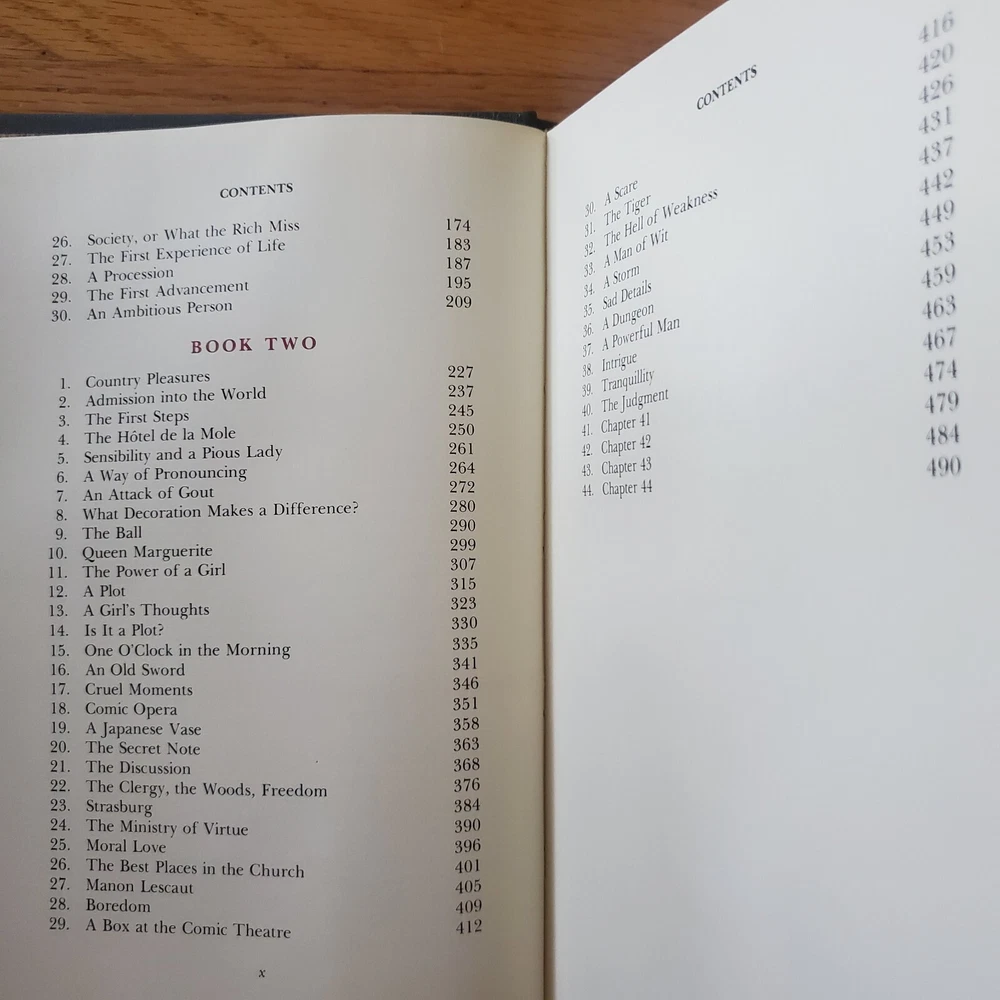 CONTENTS
26. Society, or What the Rich Miss 174
27. The First Experience of Life 183
28. A Procession 187
29. The First Advancement 195
30. An Ambitious Person 209
BOOK TWO
1. Country Pleasures 227
2. Admission into the World 237
3. The First Steps 245
4. The Hôtel de la Mole 250
5. Sensibility and a Pious Lady 261
6. A Way of Pronouncing 264
7. An Attack of Gout 272
8. What Decoration Makes a Difference? 280
9. The Ball 290
10. Queen Marguerite 299
11. The Power of a Girl 307
12. A Plot 315
13. A Girl's Thoughts 323
14. Is It a Plot? 330
15. One O'Clock in the Morning 335
16. An Old Sword 341
17. Cruel Moments 346
18. Comic Opera 351
19. A Japanese Vase 358
20. The Secret Note 363
21. The Discussion 368
22. The Clergy, the Woods, Freedom 376
23. Strasburg 384
24. The Ministry of Virtue 390
25. Moral Love 396
26. The Best Places in the Church 401
27. Manon Lescaut 405
28. Boredom 409
29. A Box at the Comic Theatre 412
x
CONTENTS
30. A Scare 416
31. The Tiger 420
32. The Hell of Weakness 426
33. A Man of Wit 431
34. A Storm 437
35. Sad Details 442
36. A Dungeon 449
37. A Powerful Man 453
38. Intrigue 459
39. Tranquillity 463
40. The Judgment 467
41. Chapter 41 474
42. Chapter 42 479
43. Chapter 43 484
44. Chapter 44 490